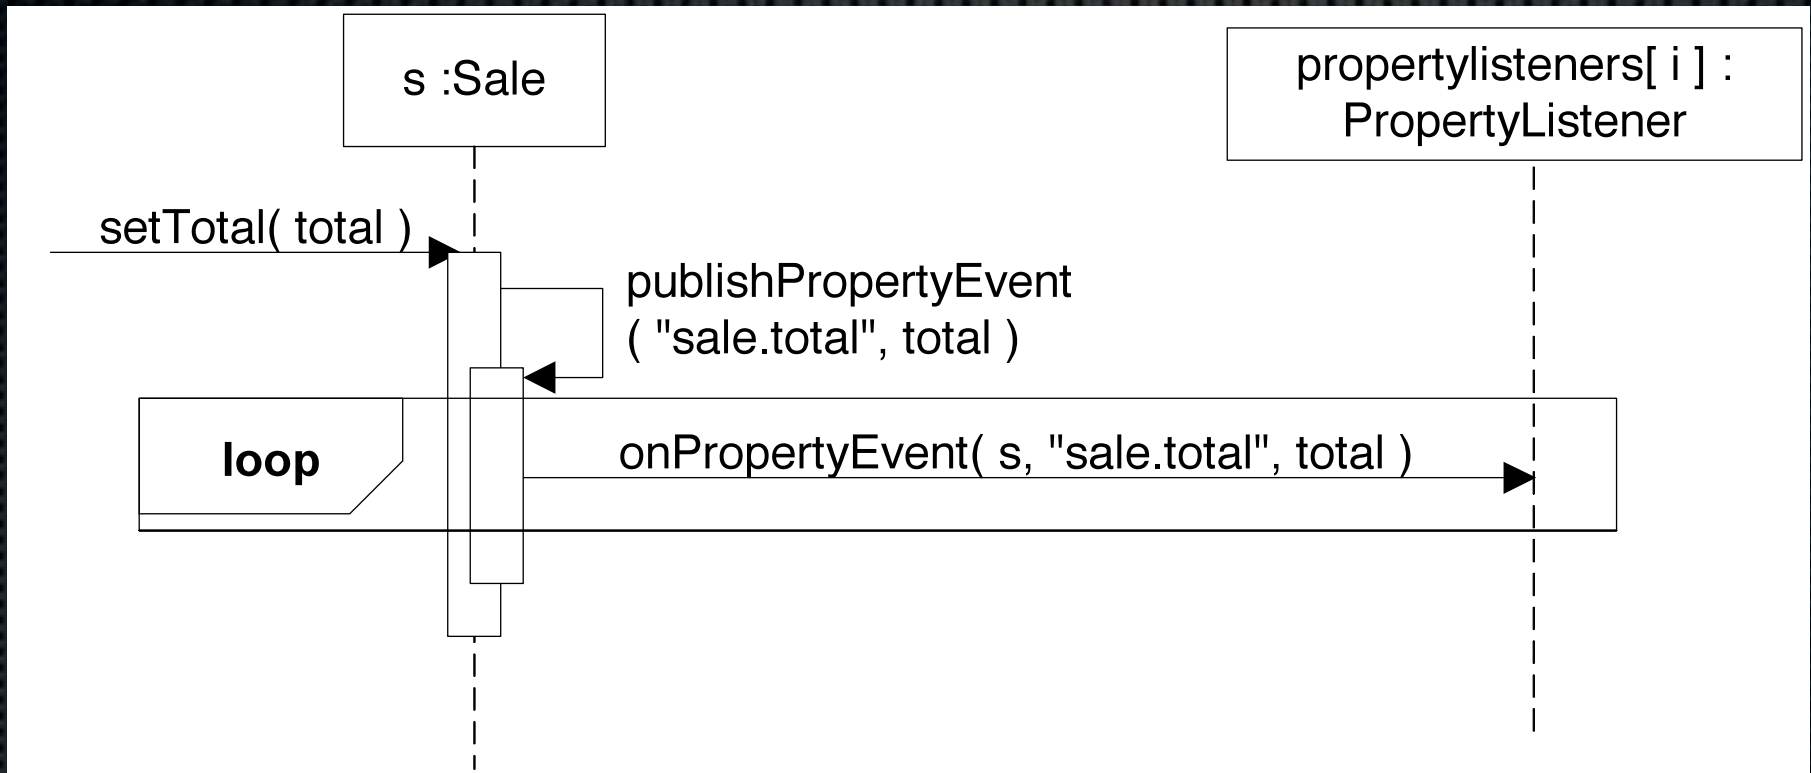 s :Sale
propertylisteners[ i ] :
PropertyListener
setTotal( total )
publishPropertyEvent
( "sale.total", total )
loop
onPropertyEvent( s, "sale.total", total )